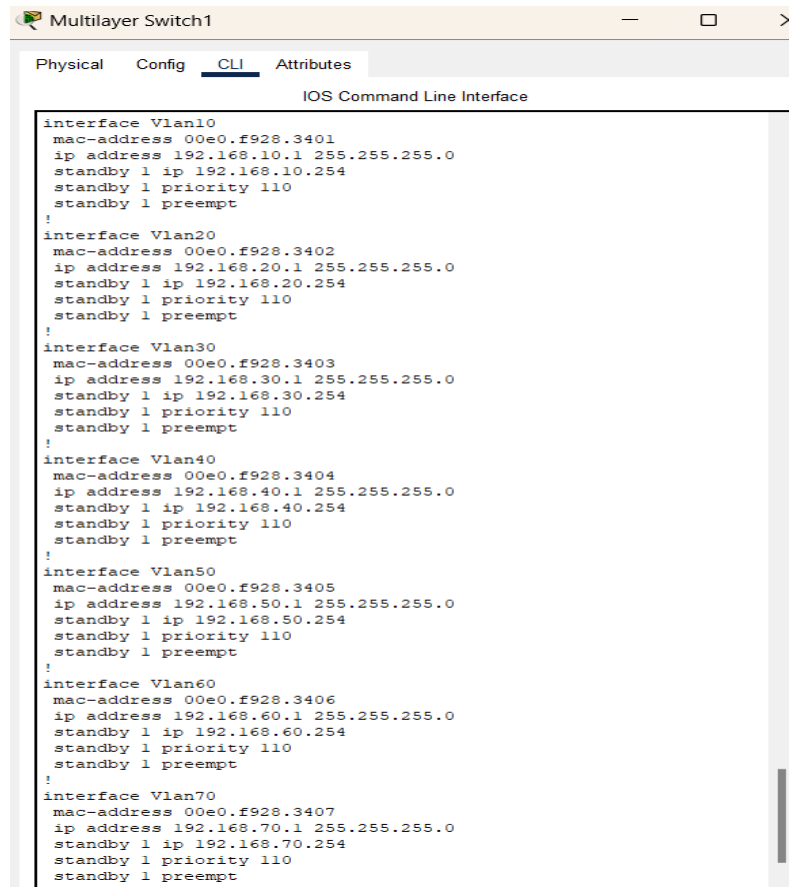 Multilayer Switch1
Physical Config CLI Attributes
IOS Command Line Interface
interface Vlan10
mac-address 00e0.f928.3401
ip address 192.168.10.1 255.255.255.0
standby 1 ip 192.168.10.254
standby 1 priority 110
standby 1 preempt
!
interface Vlan20
mac-address 00e0.f928.3402
ip address 192.168.20.1 255.255.255.0
standby 1 ip 192.168.20.254
standby 1 priority 110
standby 1 preempt
!
interface Vlan30
mac-address 00e0.f928.3403
ip address 192.168.30.1 255.255.255.0
standby 1 ip 192.168.30.254
standby 1 priority 110
standby 1 preempt
!
interface Vlan40
mac-address 00e0.f928.3404
ip address 192.168.40.1 255.255.255.0
standby 1 ip 192.168.40.254
standby 1 priority 110
standby 1 preempt
!
interface Vlan50
mac-address 00e0.f928.3405
ip address 192.168.50.1 255.255.255.0
standby 1 ip 192.168.50.254
standby 1 priority 110
standby 1 preempt
!
interface Vlan60
mac-address 00e0.f928.3406
ip address 192.168.60.1 255.255.255.0
standby 1 ip 192.168.60.254
standby 1 priority 110
standby 1 preempt
!
interface Vlan70
mac-address 00e0.f928.3407
ip address 192.168.70.1 255.255.255.0
standby 1 ip 192.168.70.254
standby 1 priority 110
standby 1 preempt